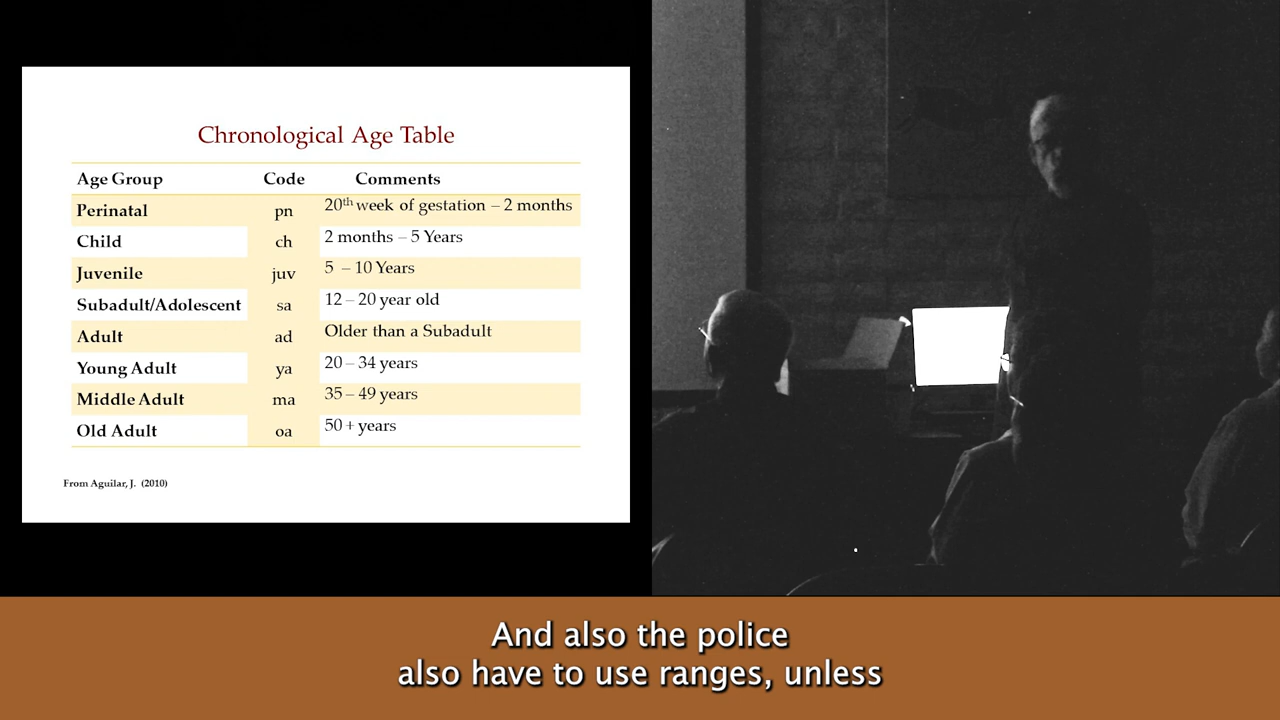 Chronological Age Table
Age Group Code Comments
Perinatal pn 20th week of gestation – 2 months
Child ch 2 months – 5 Years
Juvenile juv 5 – 10 Years
Subadult/Adolescent sa 12 – 20 year old
Adult ad Older than a Subadult
Young Adult ya 20 – 34 years
Middle Adult ma 35 – 49 years
Old Adult oa 50 + years
From Aguilar, J. (2010)
And also the police
also have to use ranges, unless